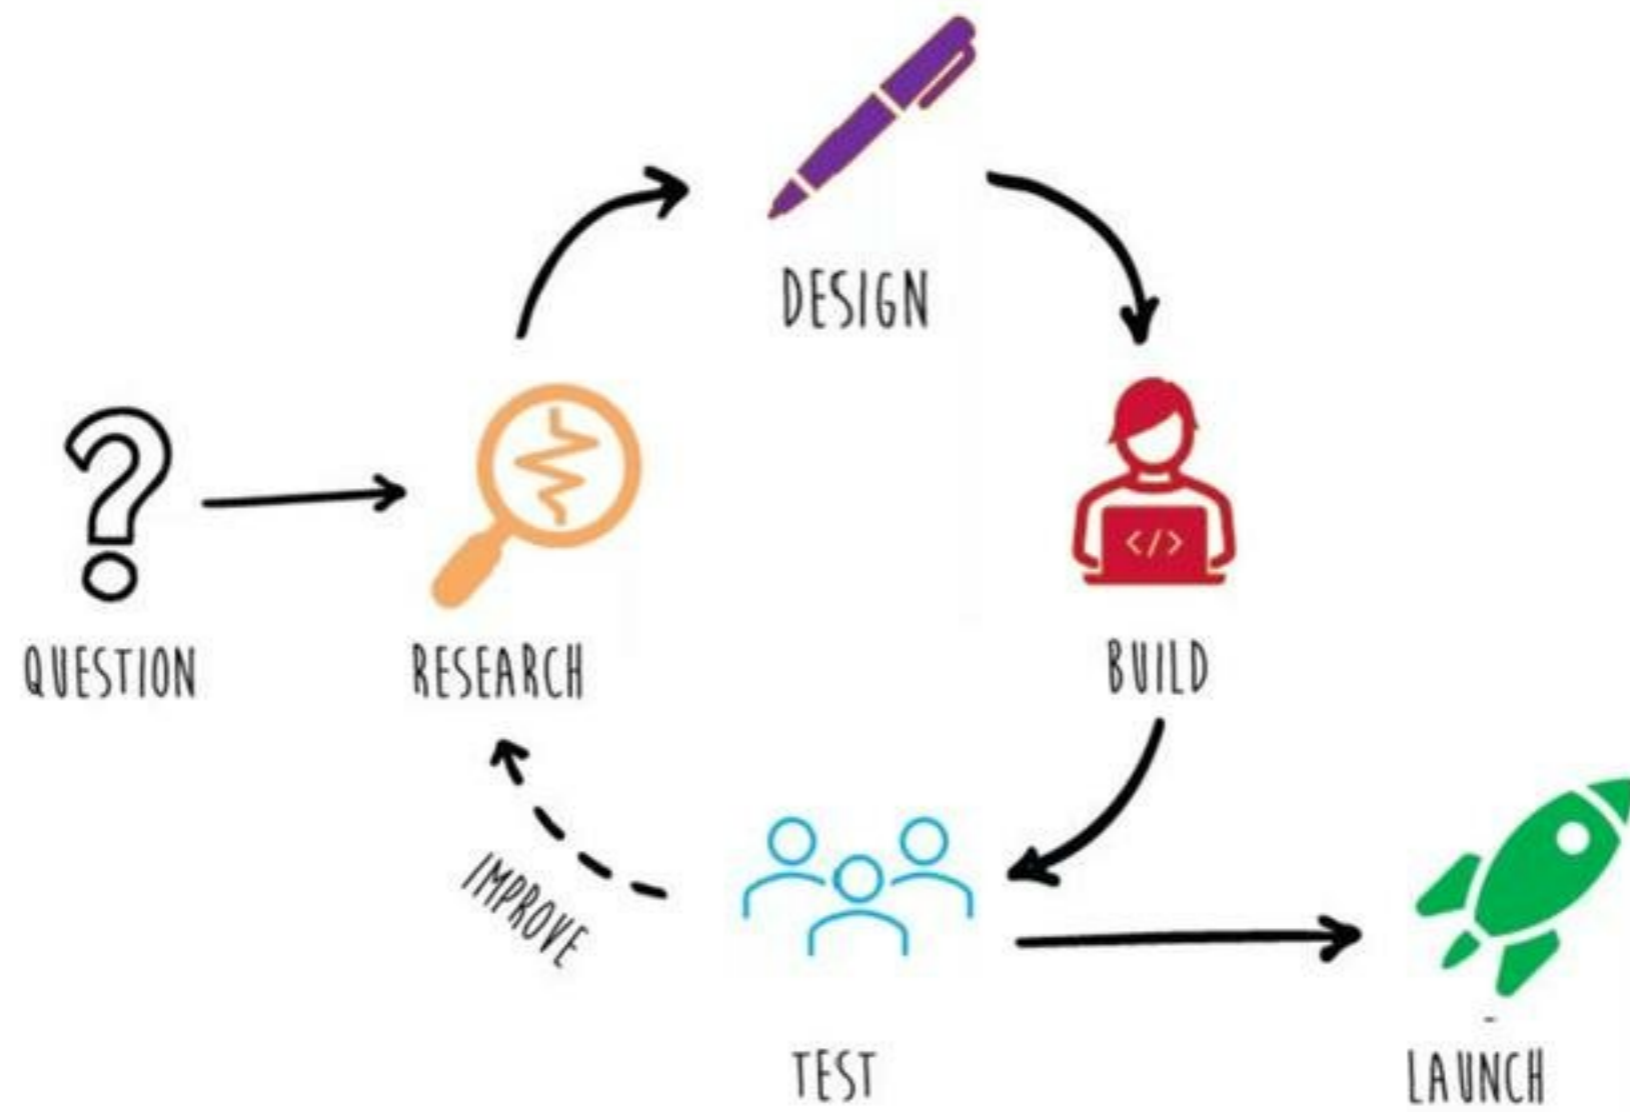 DESIGN
</>
QUESTION
RESEARCH
BUILD
IMPROVE
TEST
LAUNCH